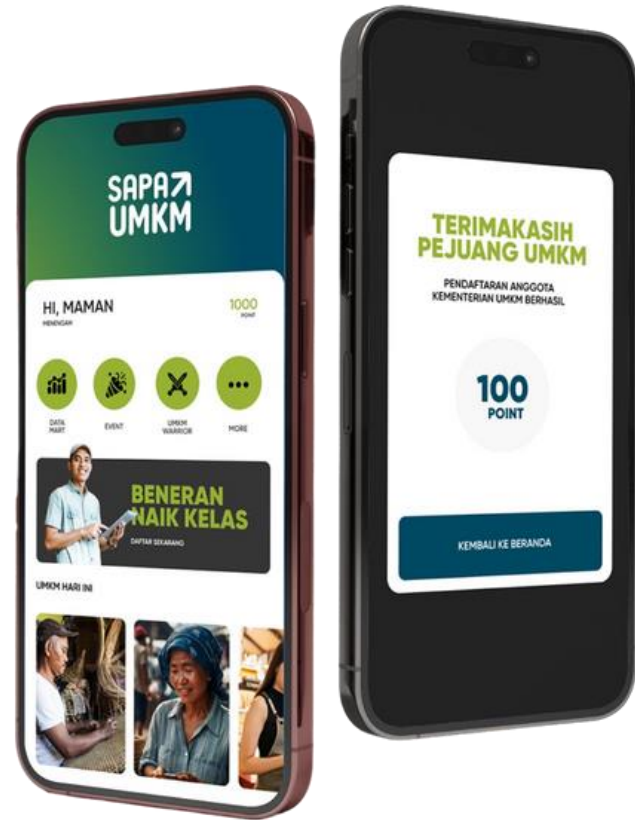 SAPA
UMKM
HI, MAMAN
MENENGAH
1000
POINT
DATA
MART
EVENT
UMKM
WARRIOR
MORE
BENERAN
NAIK KELAS
DAFTAR SEKARANG
UMKM HARI INI
TERIMAKASIH
PEJUANG UMKM
PENDAFTARAN ANGGOTA
KEMENTERIAN UMKM BERHASIL
100
POINT
KEMBALI KE BERANDA